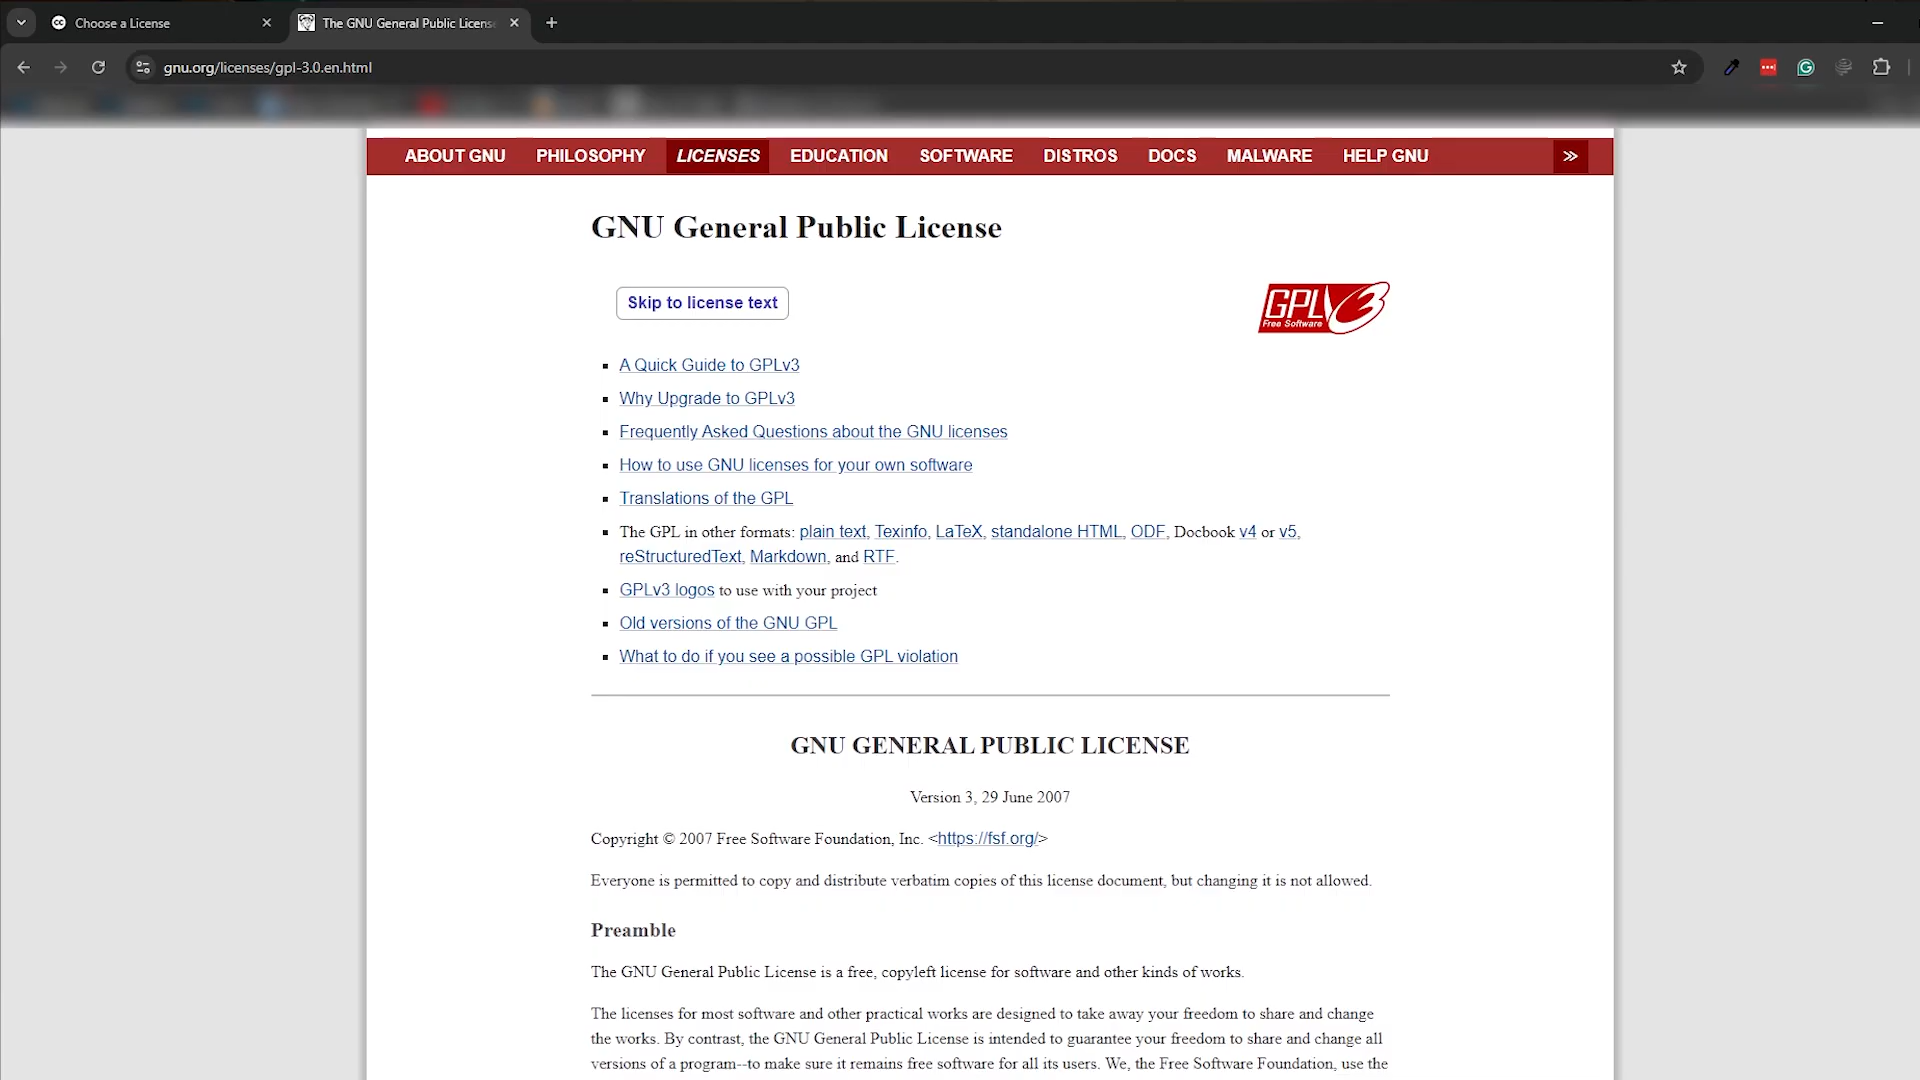 Choose a License
The GNU General Public Licens
gnu.org/licenses/gpl-3.0.en.html
ABOUT GNU PHILOSOPHY LICENSES EDUCATION SOFTWARE DISTROS DOCS MALWARE HELP GNU
GNU General Public License
Skip to license text
GPLv3
Free Software
A Quick Guide to GPLv3
Why Upgrade to GPLv3
Frequently Asked Questions about the GNU licenses
How to use GNU licenses for your own software
Translations of the GPL
The GPL in other formats: plain text, Texinfo, LaTeX, standalone HTML, ODF, Docbook v4 or v5,
reStructuredText, Markdown, and RTF.
GPLv3 logos to use with your project
Old versions of the GNU GPL
What to do if you see a possible GPL violation
GNU GENERAL PUBLIC LICENSE
Version 3, 29 June 2007
Copyright © 2007 Free Software Foundation, Inc. <https://fsf.org/>
Everyone is permitted to copy and distribute verbatim copies of this license document, but changing it is not allowed.
Preamble
The GNU General Public License is a free, copyleft license for software and other kinds of works.
The licenses for most software and other practical works are designed to take away your freedom to share and change
the works. By contrast, the GNU General Public License is intended to guarantee your freedom to share and change all
versions of a program--to make sure it remains free software for all its users. We, the Free Software Foundation, use the